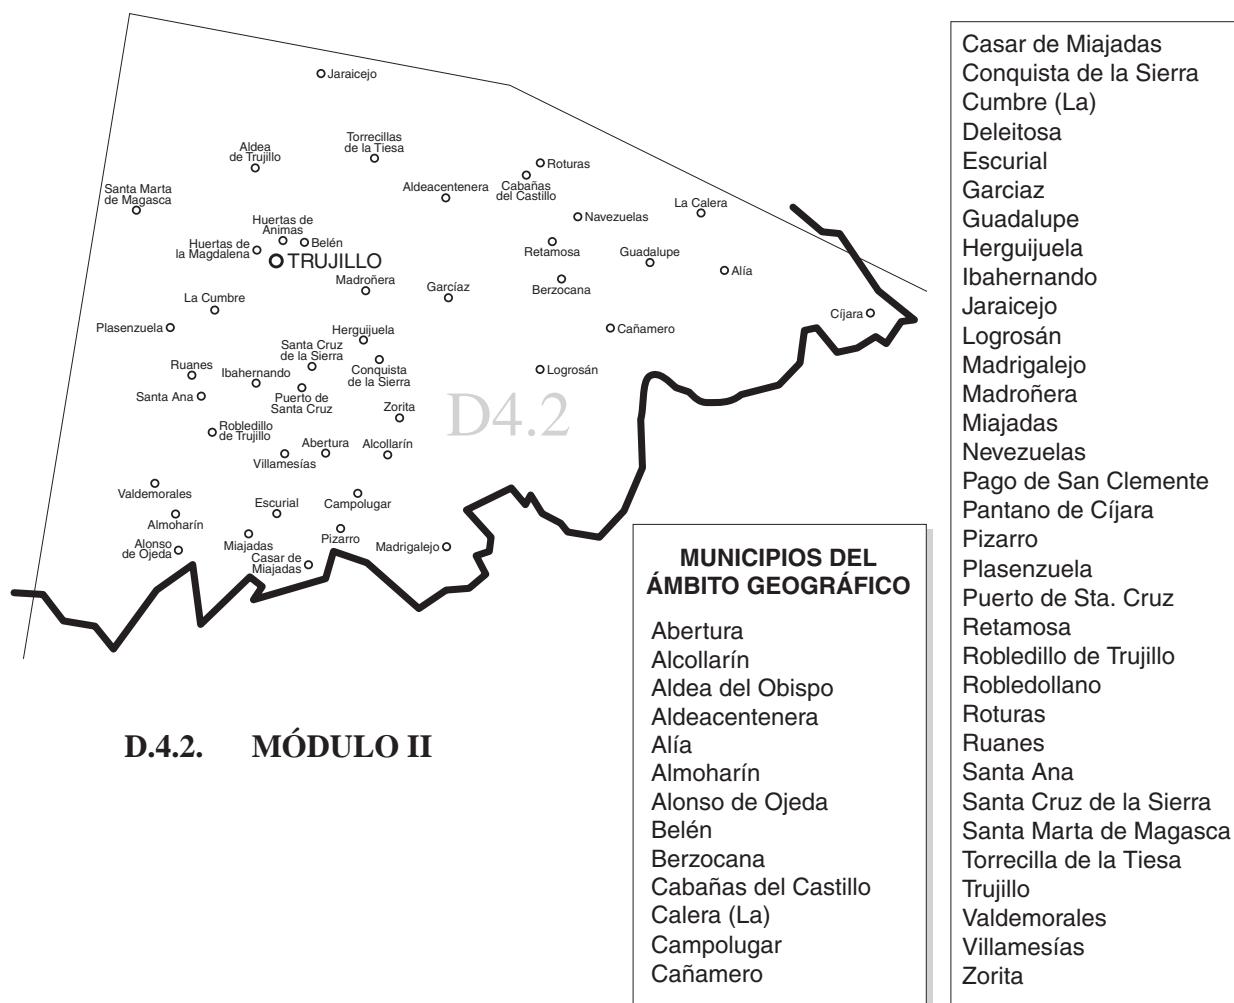 Jaraicejo
Torrecillas
de la Tiesa
Aldea
de Trujillo
Roturas
Cabañas
del Castillo
Santa Marta
de Magasca
Aldeacentenera
La Calera
Navezuelas
Huertas de
Animas
Huertas de
la Magdalena
Belén
TRUJILLO
Retamosa
Guadalupe
Alía
Madroñera
Garcíaz
Berzocana
La Cumbre
Plasenzuela
Cíjara
Cañamero
Herguijuela
Santa Cruz
de la Sierra
Conquista
de la Sierra
Ruanes
Ibahernando
Logrosán
Santa Ana
Puerto de
Santa Cruz
Zorita
D4.2
Robledillo
de Trujillo
Abertura
Alcollarín
Villamesías
Valdemorales
Campolugar
Escurial
Almoharín
Alonso
de Ojeda
Miajadas
Pizarro
Casar de
Miajadas
Madrigalejo
D.4.2. MÓDULO II
MUNICIPIOS DEL
ÁMBITO GEOGRÁFICO
Abertura
Alcollarín
Aldea del Obispo
Aldeacentenera
Alía
Almoharín
Alonso de Ojeda
Belén
Berzocana
Cabañas del Castillo
Calera (La)
Campolugar
Cañamero
Casar de Miajadas
Conquista de la Sierra
Cumbre (La)
Deleitosa
Escurial
Garciaz
Guadalupe
Herguijuela
Ibahernando
Jaraicejo
Logrosán
Madrigalejo
Madroñera
Miajadas
Nevezuelas
Pago de San Clemente
Pantano de Cíjara
Pizarro
Plasenzuela
Puerto de Sta. Cruz
Retamosa
Robledillo de Trujillo
Robledollano
Roturas
Ruanes
Santa Ana
Santa Cruz de la Sierra
Santa Marta de Magasca
Torrecilla de la Tiesa
Trujillo
Valdemorales
Villamesías
Zorita